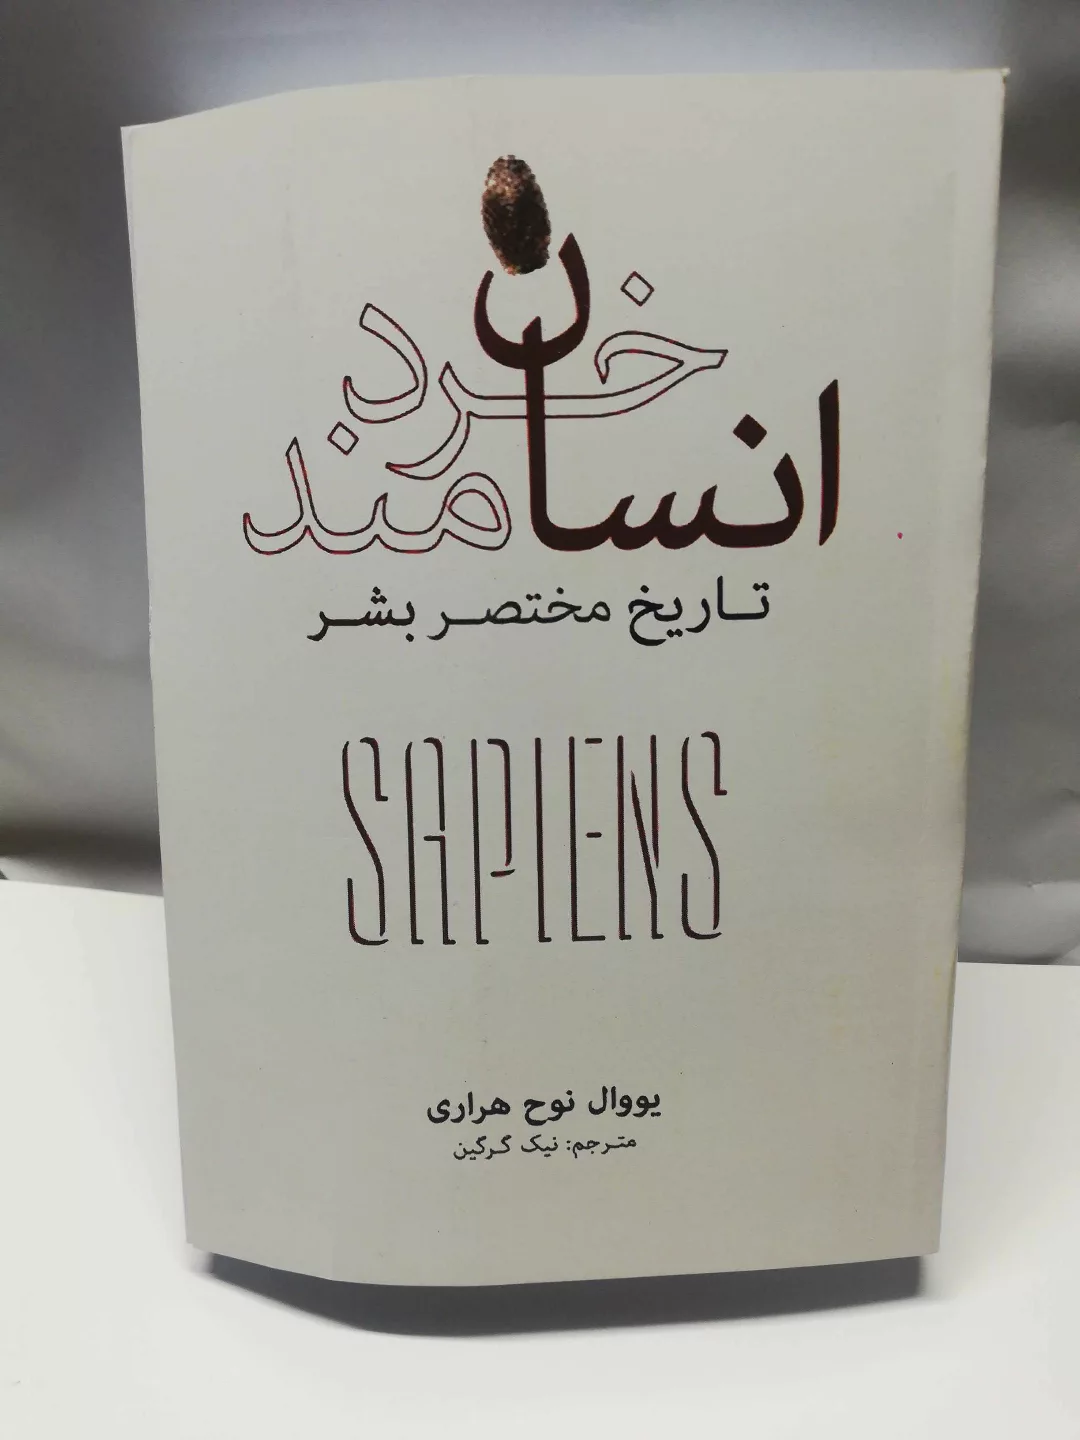 انسان خردمند
تاریخ مختصر بشر
SAPIENS
یووال نوح هراری
مترجم: نیک گرگین